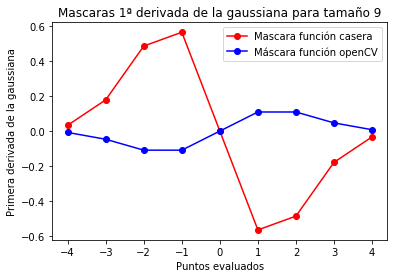 Mascaras 1ª derivada de la gaussiana para tamaño 9
Mascara función casera
Máscara función openCV
Primera derivada de la gaussiana
0.6
0.4
0.2
0.0
−0.2
−0.4
−0.6
−4 −3 −2 −1 0 1 2 3 4
Puntos evaluados